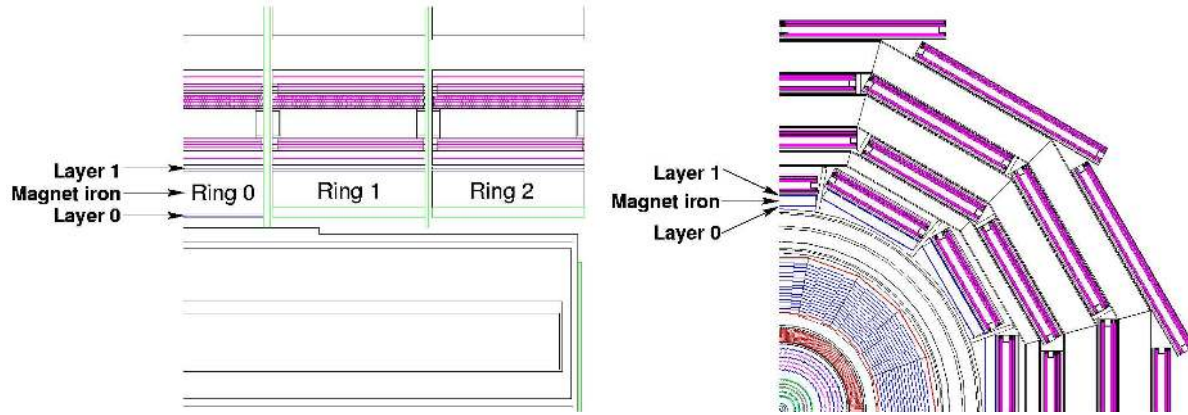 Layer 1
Magnet iron
Layer 0
Ring 0
Ring 1
Ring 2
Layer 1
Magnet iron
Layer 0